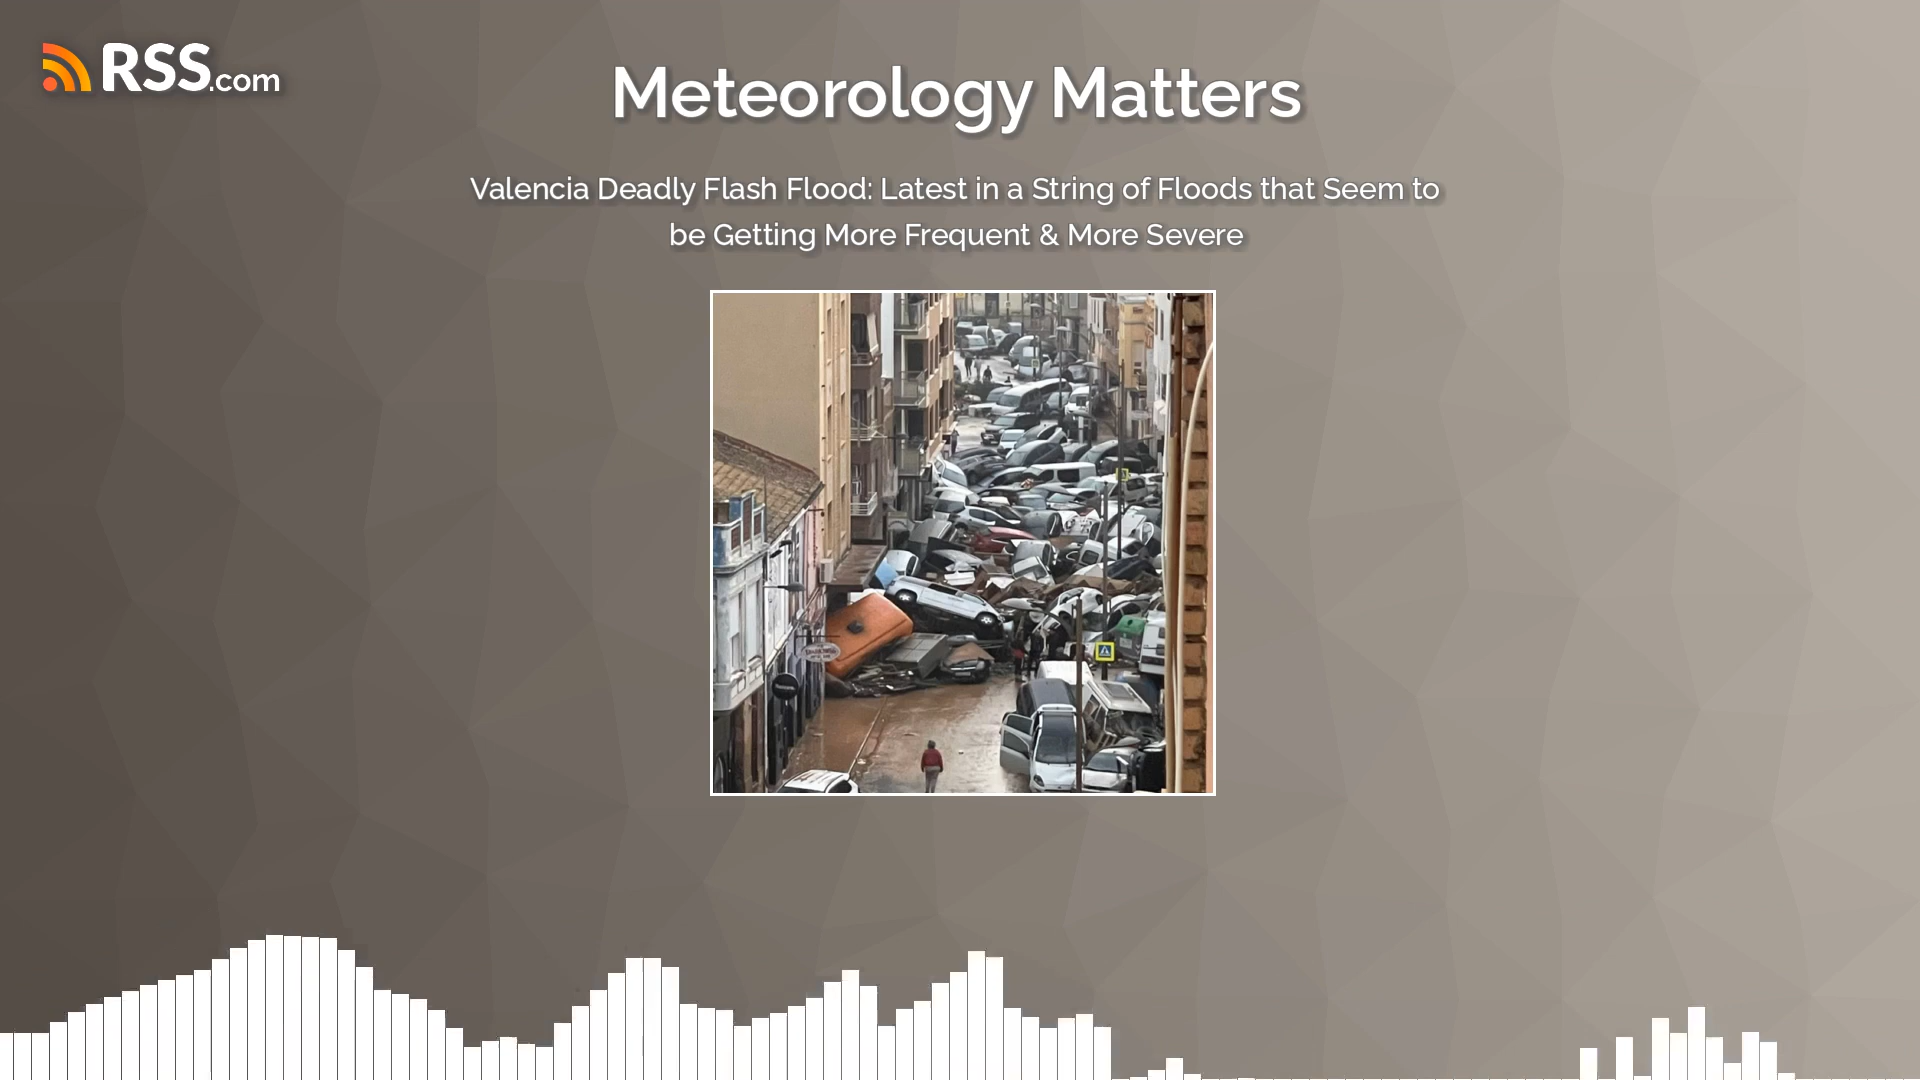 RSS.com
Meteorology Matters
Valencia Deadly Flash Flood: Latest in a String of Floods that Seem to
be Getting More Frequent & More Severe